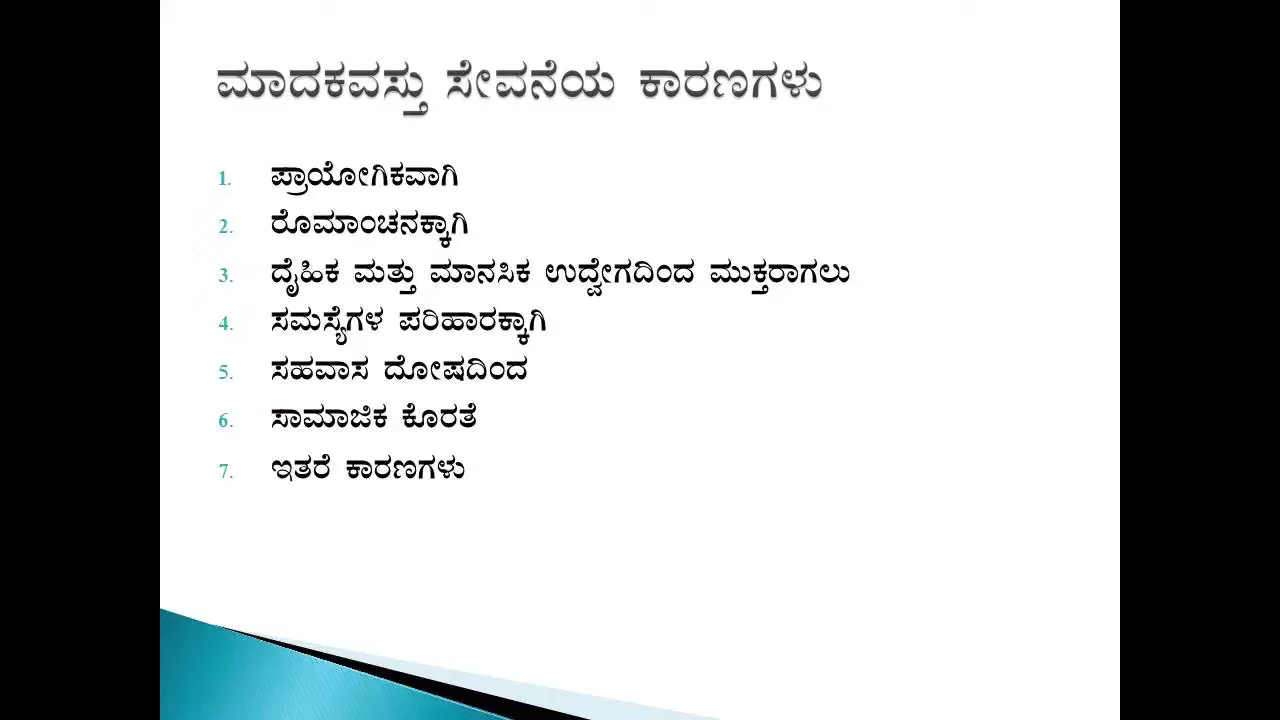 ಮಾದಕವಸ್ತು ಸೇವನೆಯ ಕಾರಣಗಳು
1. ಪ್ರಾಯೋಗಿಕವಾಗಿ
2. ರೊಮಾಂಚನಕ್ಕಾಗಿ
3. ದೈಹಿಕ ಮತ್ತು ಮಾನಸಿಕ ಉದ್ವೇಗದಿಂದ ಮುಕ್ತರಾಗಲು
4. ಸಮಸ್ಯೆಗಳ ಪರಿಹಾರಕ್ಕಾಗಿ
5. ಸಹವಾಸ ದೋಷದಿಂದ
6. ಸಾಮಾಜಿಕ ಕೊರತೆ
7. ಇತರೆ ಕಾರಣಗಳು